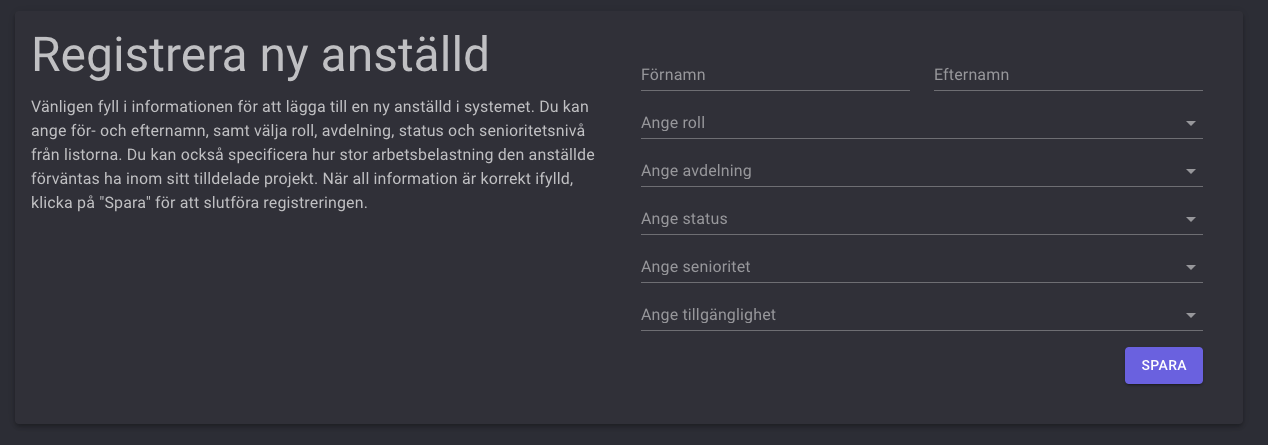 Registrera ny anställd
Vänligen fyll i informationen för att lägga till en ny anställd i systemet. Du kan
ange för- och efternamn, samt välja roll, avdelning, status och senioritetsnivå
från listorna. Du kan också specificera hur stor arbetsbelastning den anställde
förväntas ha inom sitt tilldelade projekt. När all information är korrekt ifylld,
klicka på "Spara" för att slutföra registreringen.
Förnamn
Efternamn
Ange roll
Ange avdelning
Ange status
Ange senioritet
Ange tillgänglighet
SPARA